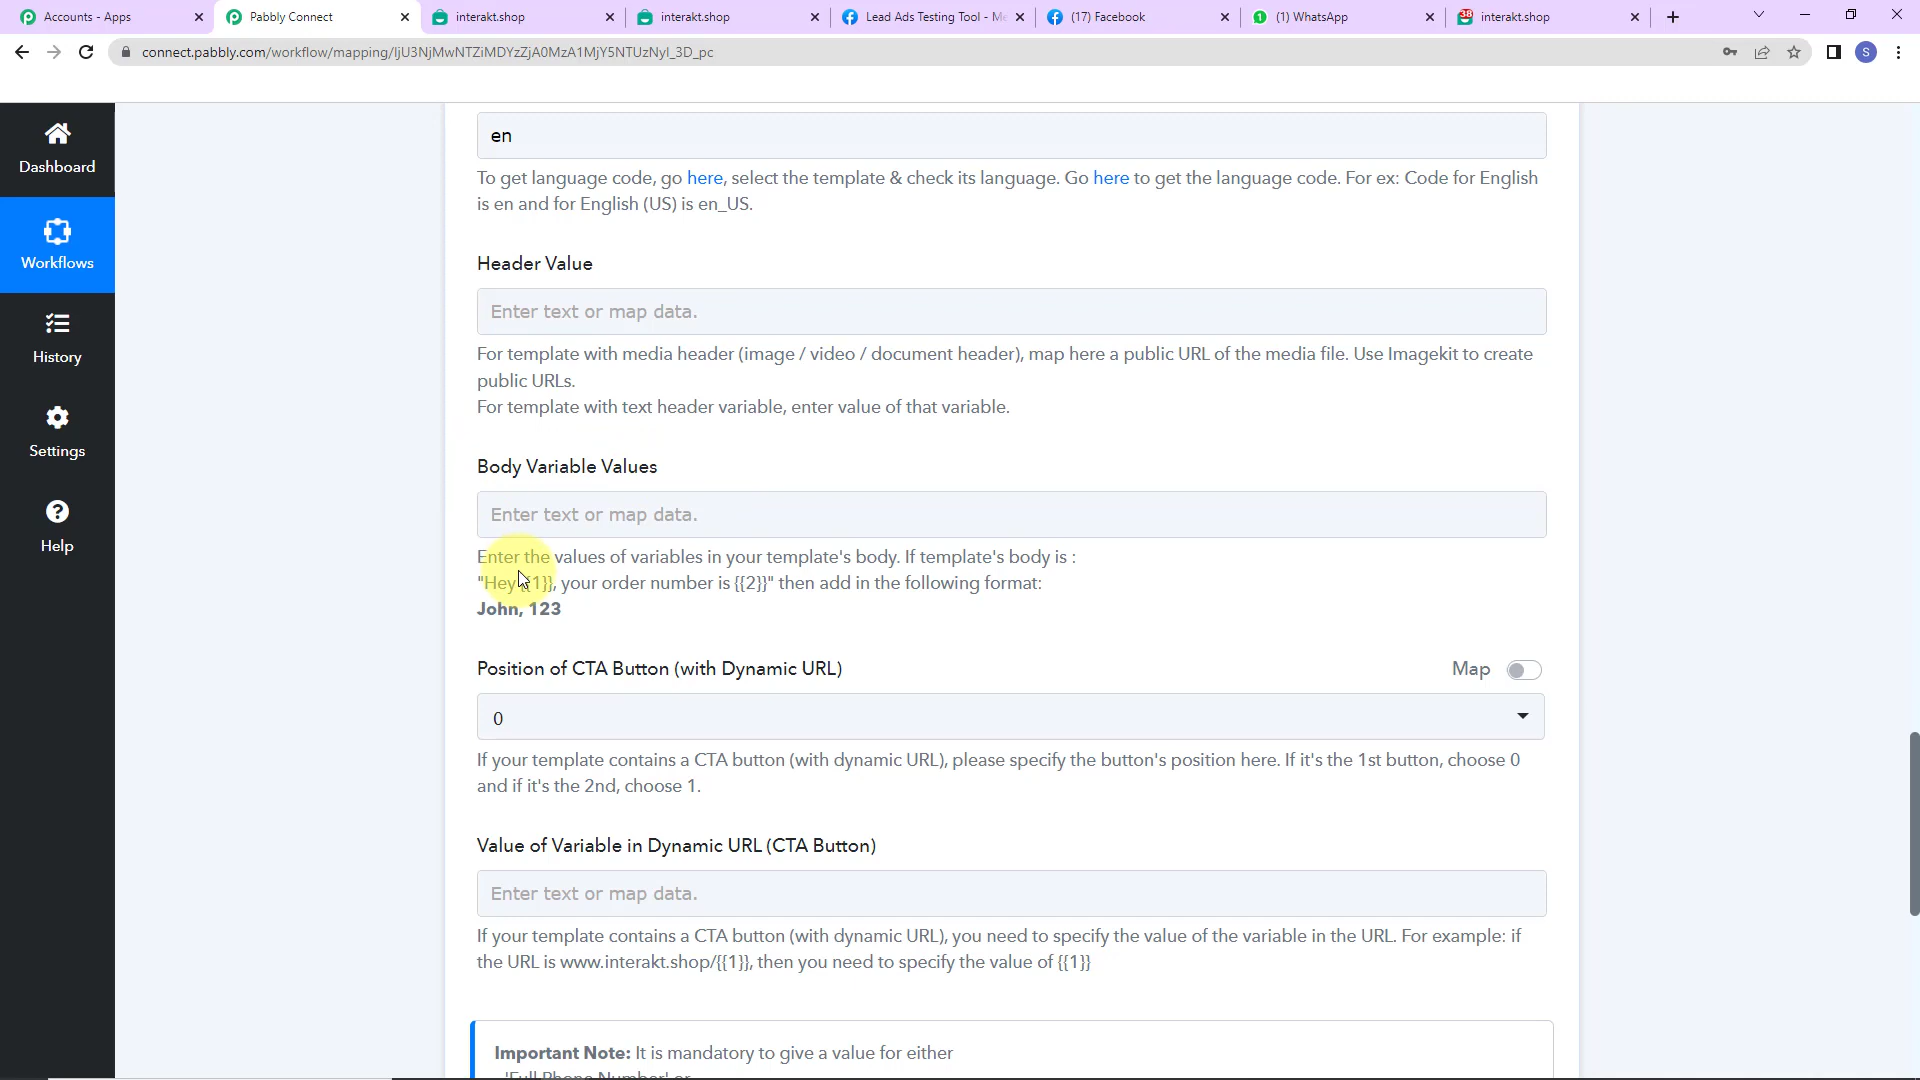 Accounts - Apps
Pabbly Connect
interakt.shop
interakt.shop
Lead Ads Testing Tool - Me
(17) Facebook
(1) WhatsApp
interakt.shop
connect.pabbly.com/workflow/mapping/IjU3NjMwNTZiMDYzZjA0MzA1MjY5NTUzNyI_3D_pc
S
Dashboard
Workflows
History
Settings
Help
en
To get language code, go here, select the template & check its language. Go here to get the language code. For ex: Code for English
is en and for English (US) is en_US.
Header Value
Enter text or map data.
For template with media header (image / video / document header), map here a public URL of the media file. Use Imagekit to create
public URLs.
For template with text header variable, enter value of that variable.
Body Variable Values
Enter text or map data.
Enter the values of variables in your template's body. If template's body is :
"Hey {{1}}, your order number is {{2}}" then add in the following format:
John, 123
Position of CTA Button (with Dynamic URL)
Map
0
If your template contains a CTA button (with dynamic URL), please specify the button's position here. If it's the 1st button, choose 0
and if it's the 2nd, choose 1.
Value of Variable in Dynamic URL (CTA Button)
Enter text or map data.
If your template contains a CTA button (with dynamic URL), you need to specify the value of the variable in the URL. For example: if
the URL is www.interakt.shop/{{1}}, then you need to specify the value of {{1}}
Important Note: It is mandatory to give a value for either
'Full Phone Number' or